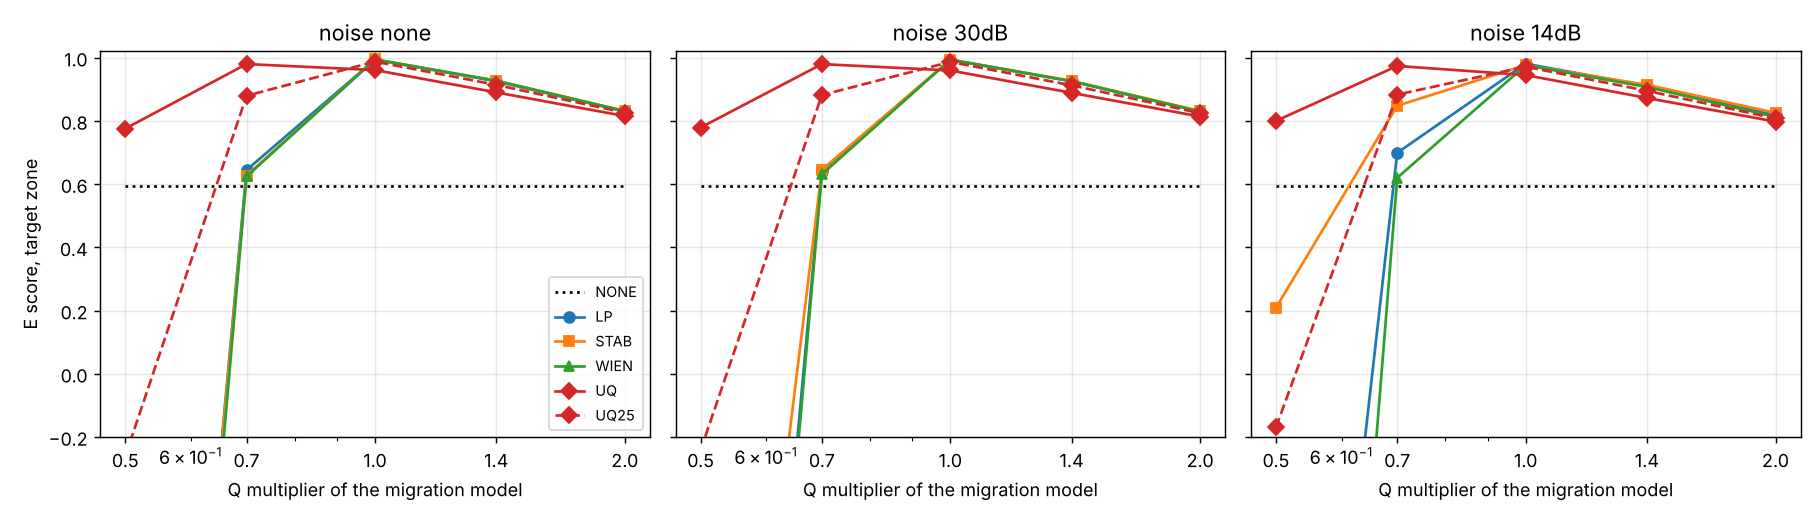 noise none
noise 30dB
noise 14dB
E score, target zone
1.0
0.8
0.6
0.4
0.2
0.0
−0.2
NONE
LP
STAB
WIEN
UQ
UQ25
0.5 6 × 10⁻¹ 0.7 1.0 1.4 2.0
0.5 6 × 10⁻¹ 0.7 1.0 1.4 2.0
0.5 6 × 10⁻¹ 0.7 1.0 1.4 2.0
Q multiplier of the migration model
Q multiplier of the migration model
Q multiplier of the migration model